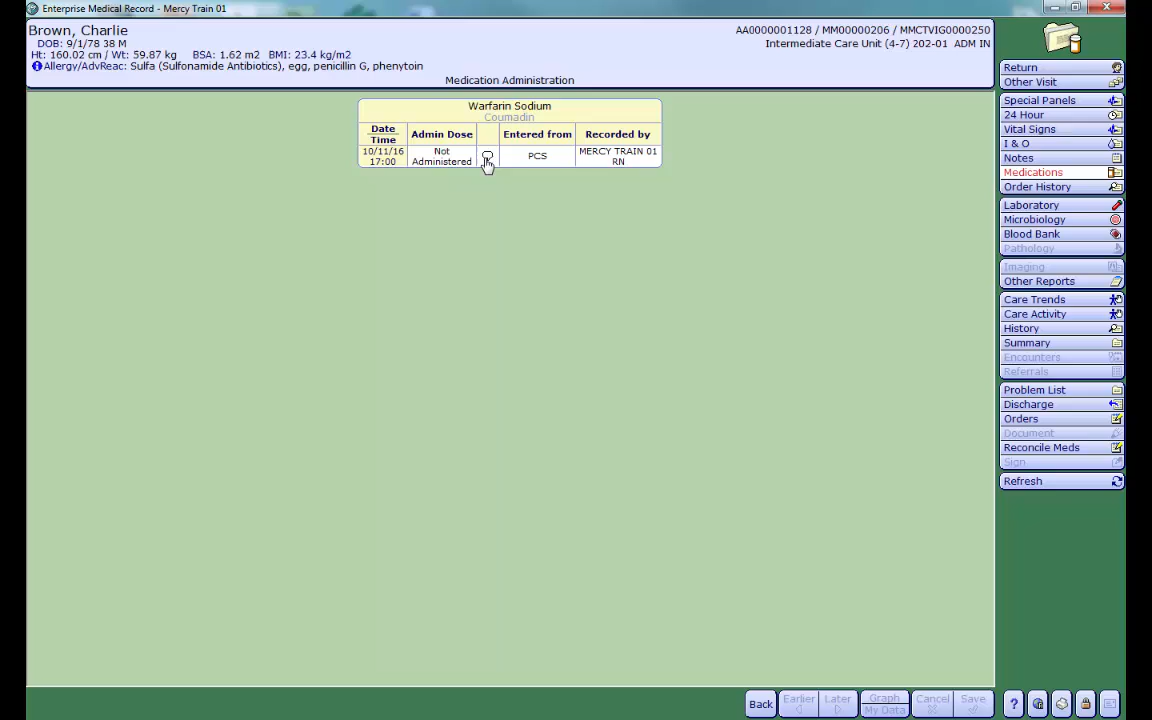 Enterprise Medical Record - Mercy Train 01
Brown, Charlie
DOB: 9/1/78 38 M
Ht: 160.02 cm / Wt: 59.87 kg BSA: 1.62 m2 BMI: 23.4 kg/m2
Allergy/AdvReac: Sulfa (Sulfonamide Antibiotics), egg, penicillin G, phenytoin
AA0000001128 / MM00000206 / MMCTVIG0000250
Intermediate Care Unit (4-7) 202-01 ADM IN
Medication Administration
Warfarin Sodium
Coumadin
Date Time Admin Dose Entered from Recorded by
10/11/16 17:00 Not Administered PCS MERCY TRAIN 01 RN
Return
Other Visit
Special Panels
24 Hour
Vital Signs
I & O
Notes
Medications
Order History
Laboratory
Microbiology
Blood Bank
Pathology
Imaging
Other Reports
Care Trends
Care Activity
History
Summary
Encounters
Referrals
Problem List
Discharge
Orders
Document
Reconcile Meds
Sign
Refresh
Back Earlier Later Graph My Data Cancel Save ?